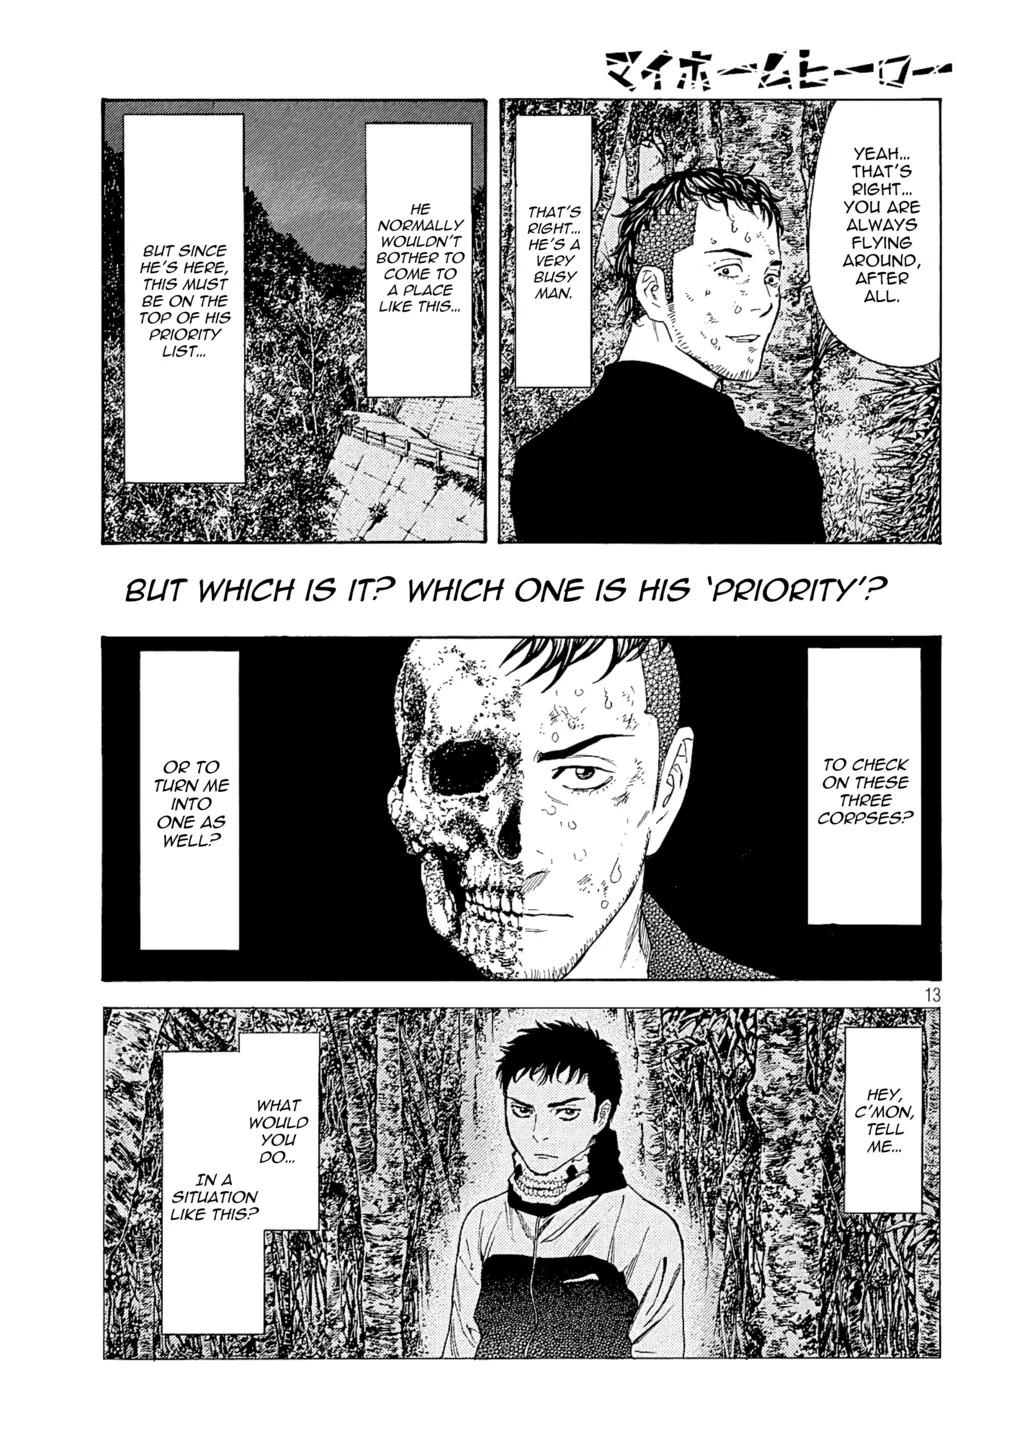 マイホームヒーロー
YEAH...
THAT'S
RIGHT...
YOU ARE
ALWAYS
FLYING
AROUND,
AFTER
ALL.
THAT'S
RIGHT...
HE'S A
VERY
BUSY
MAN.
HE
NORMALLY
WOULDN'T
BOTHER TO
COME TO
A PLACE
LIKE THIS...
BUT SINCE
HE'S HERE,
THIS MUST
BE ON THE
TOP OF HIS
PRIORITY
LIST...
BUT WHICH IS IT? WHICH ONE IS HIS 'PRIORITY'?
TO CHECK
ON THESE
THREE
CORPSES?
OR TO
TURN ME
INTO
ONE AS
WELL?
13
HEY,
C'MON,
TELL
ME...
WHAT
WOULD
YOU
DO...
IN A
SITUATION
LIKE THIS?